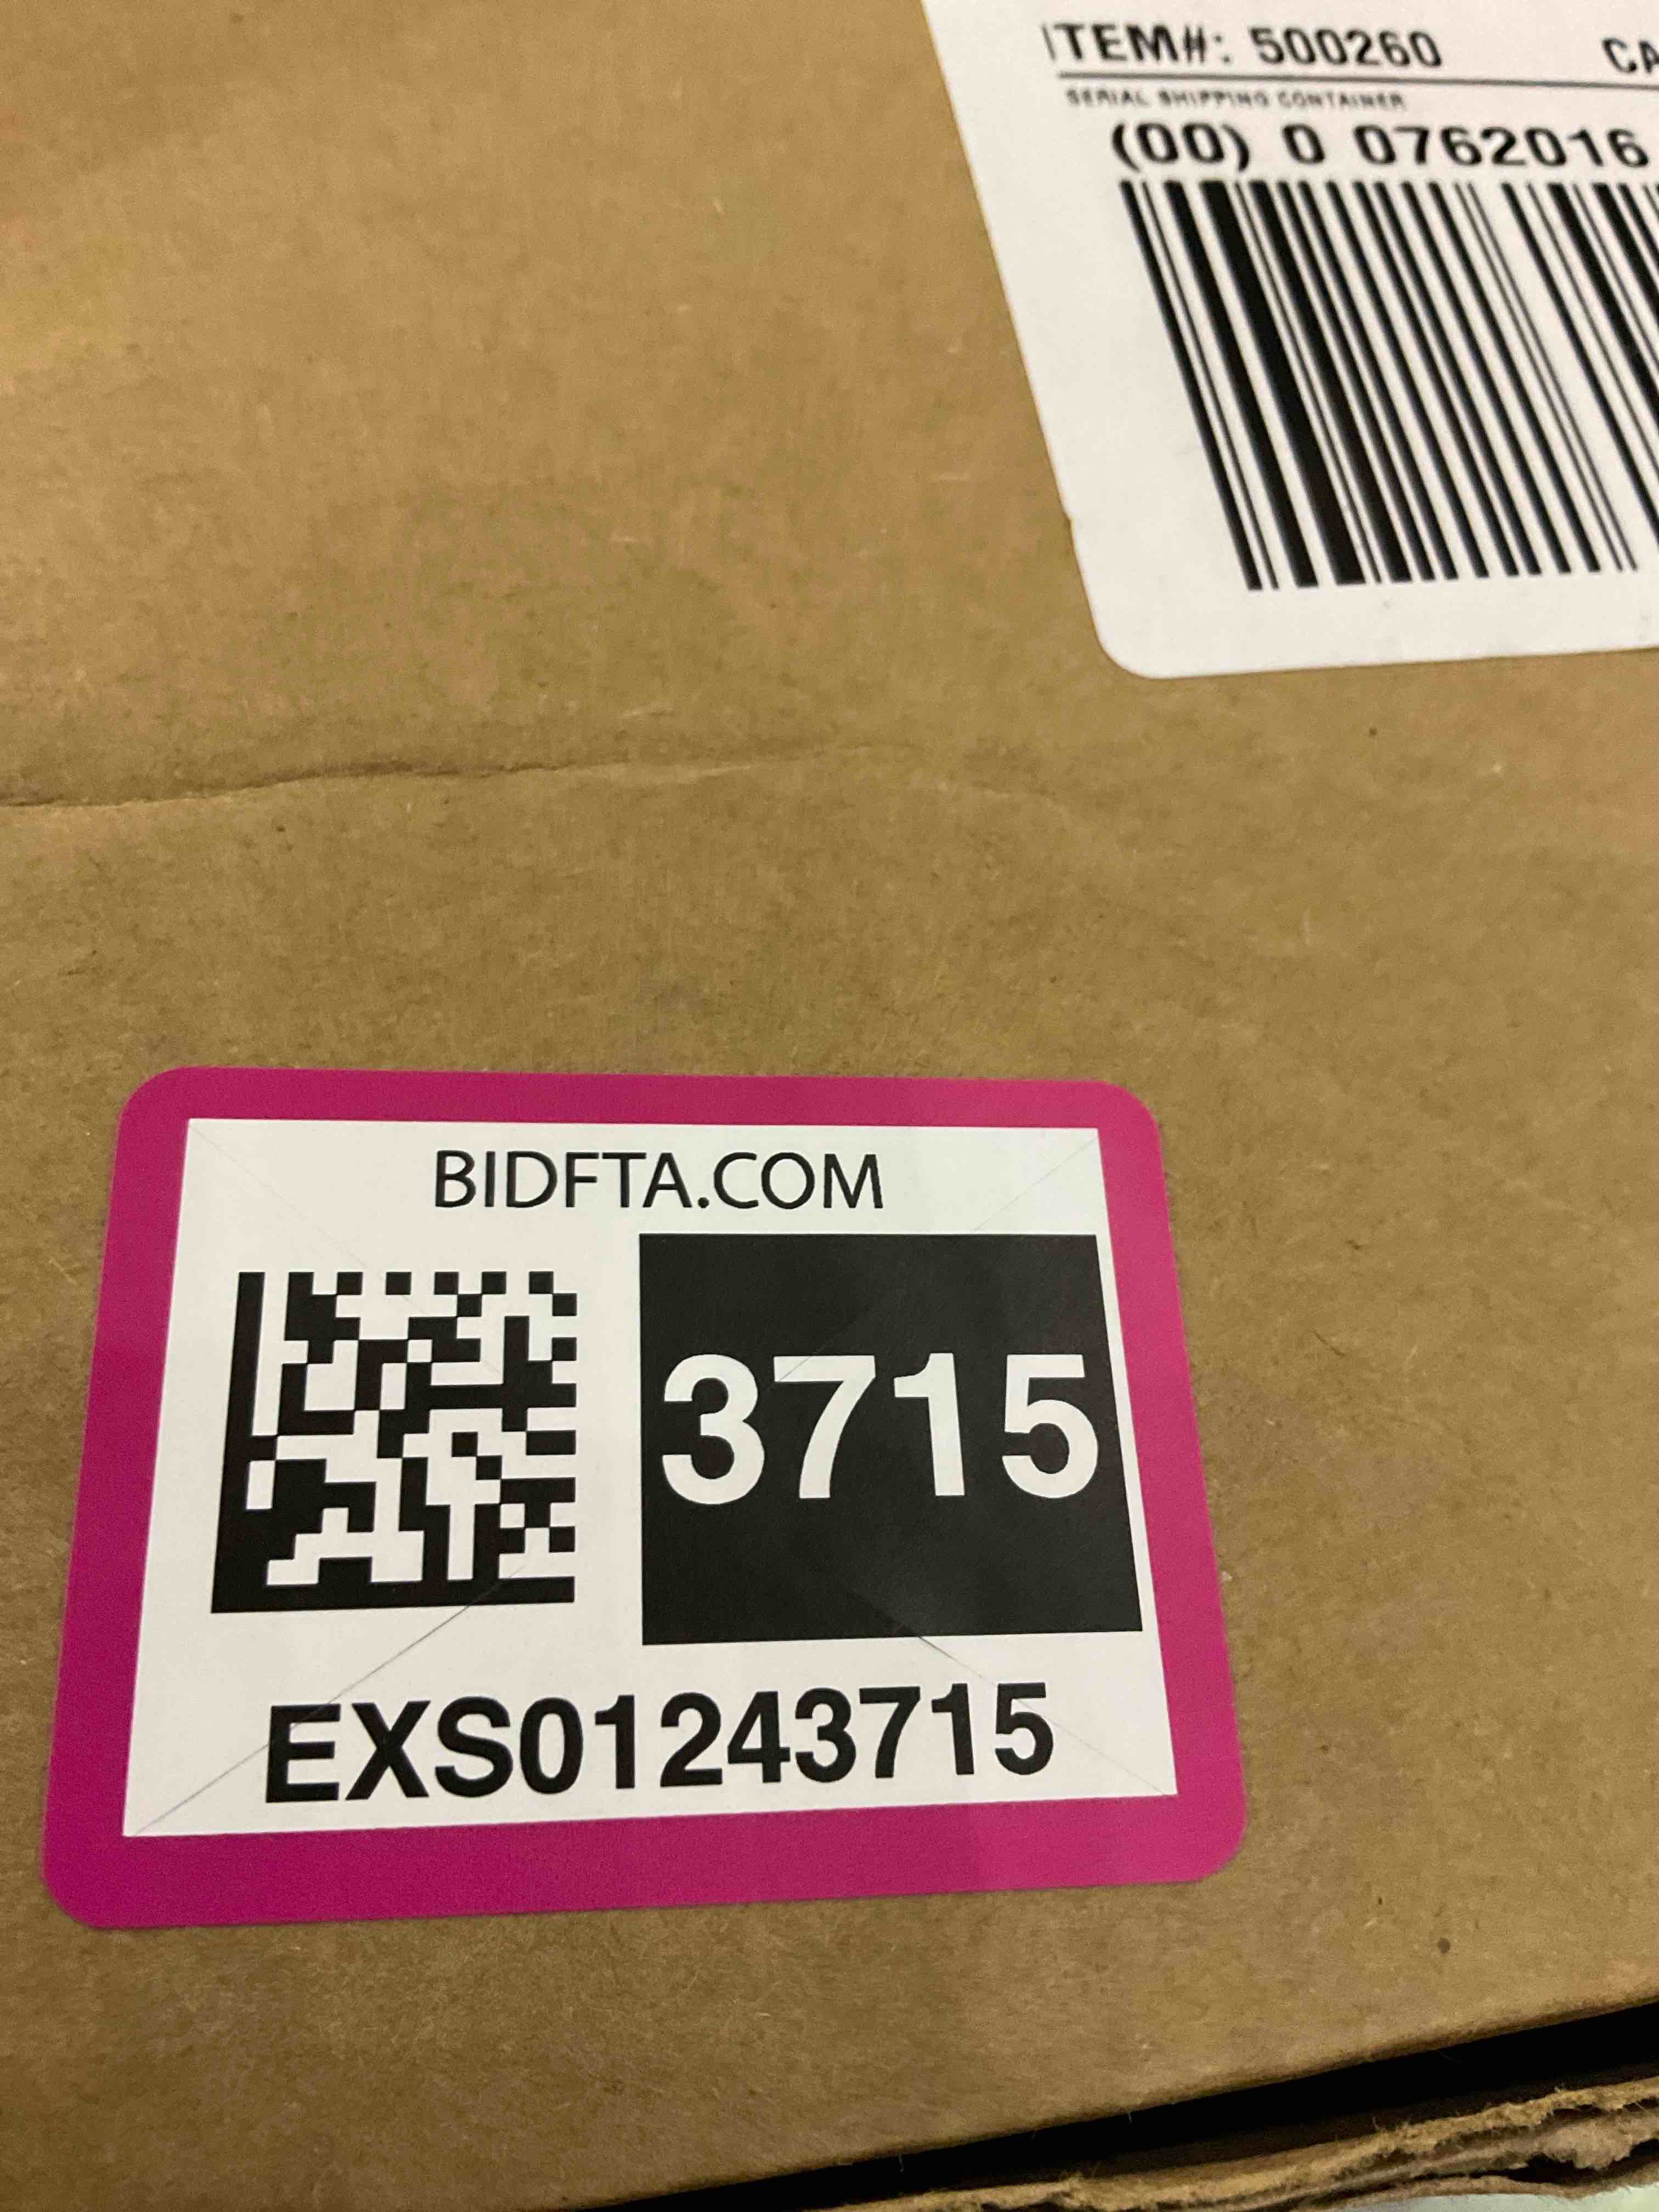 ITEM#: 500260
SERIAL SHIPPING CONTAINER
(00) 0 0762016
BIDFTA.COM
3715
EXS01243715